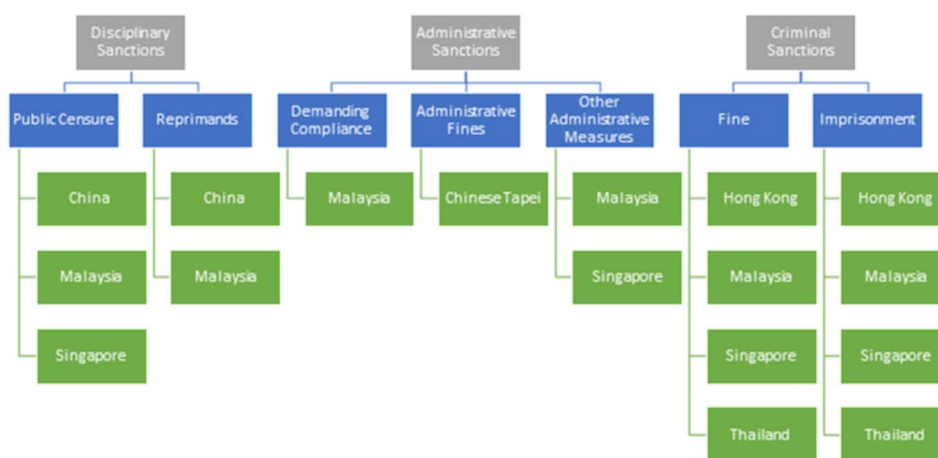 Disciplinary
Sanctions
Administrative
Sanctions
Criminal
Sanctions
Public Censure
Reprimands
Demanding
Compliance
Administrative
Fines
Other
Administrative
Measures
Fine
Imprisonment
China
China
Malaysia
Chinese Tapei
Malaysia
Hong Kong
Hong Kong
Malaysia
Malaysia
Singapore
Malaysia
Malaysia
Singapore
Singapore
Singapore
Thailand
Thailand